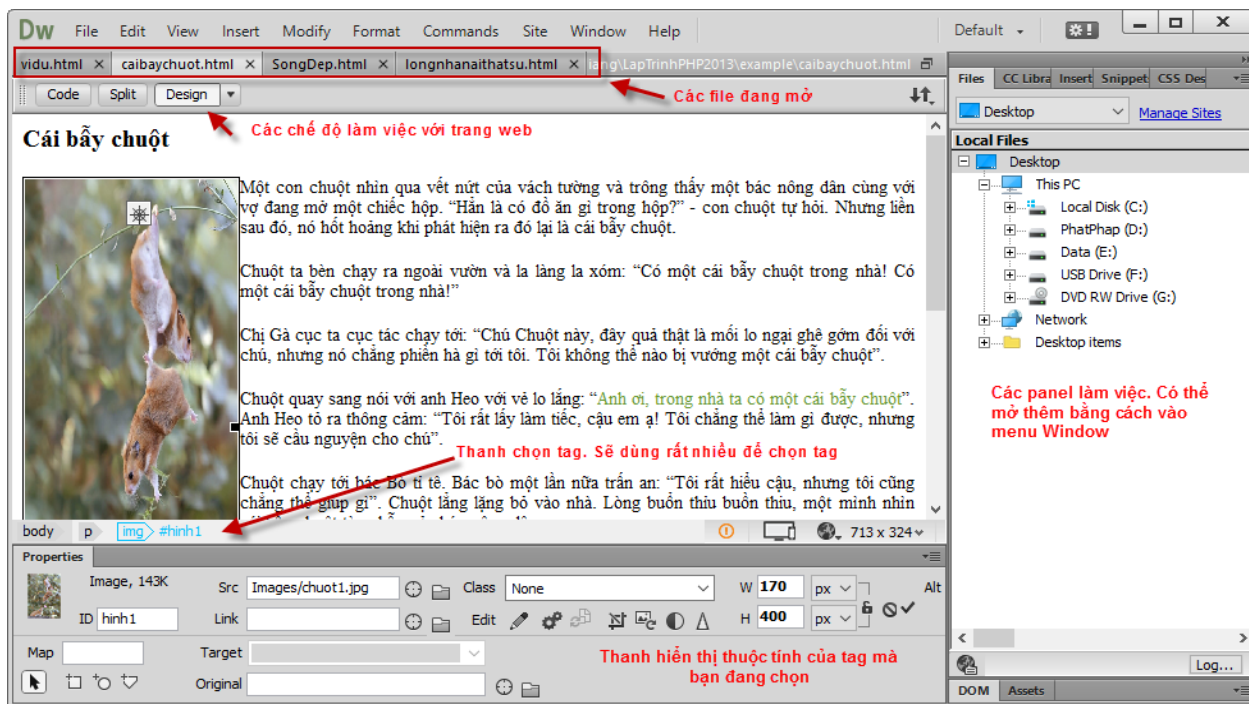 Dw File Edit View Insert Modify Format Commands Site Window Help Default
vidu.html × caibaychuot.html × SongDep.html × longnhanaithatsu.html × iang\LapTrinhPHP2013\example\caibaychuot.html
Code Split Design
Các file đang mở
Các chế độ làm việc với trang web
Cái bẫy chuột
Một con chuột nhìn qua vết nứt của vách tường và trông thấy một bác nông dân cùng với
vợ đang mở một chiếc hộp. “Hẳn là có đồ ăn gì trong hộp?” - con chuột tự hỏi. Nhưng liền
sau đó, nó hốt hoảng khi phát hiện ra đó lại là cái bẫy chuột.
Chuột ta bèn chạy ra ngoài vườn và la làng la xóm: “Có một cái bẫy chuột trong nhà! Có
một cái bẫy chuột trong nhà!”
Chị Gà cục ta cục tác chạy tới: “Chú Chuột này, đây quả thật là mối lo ngại ghê gớm đối với
chú, nhưng nó chẳng phiền hà gì tới tôi. Tôi không thể nào bị vướng một cái bẫy chuột”.
Chuột quay sang nói với anh Heo với vẻ lo lắng: “Anh ơi, trong nhà ta có một cái bẫy chuột”.
Anh Heo tỏ ra thông cảm: “Tôi rất lấy làm tiếc, cậu em ạ! Tôi chẳng thể làm gì được, nhưng
tôi sẽ cầu nguyện cho chú”.
Thanh chọn tag. Sẽ dùng rất nhiều để chọn tag
Chuột chạy tới bác Bò tỉ tê. Bác bò một lần nữa trấn an: “Tôi rất hiểu cậu, nhưng tôi cũng
chẳng thể giúp gì”. Chuột lẳng lặng bỏ vào nhà. Lòng buồn thiu buồn thiu, một mình nhìn
body p img #hinh1 713 x 324
Properties
Image, 143K Src Images/chuot1.jpg Class None W 170 px Alt
ID hinh1 Link Edit H 400 px
Map Target
Original
Thanh hiển thị thuộc tính của tag mà
bạn đang chọn
Files CC Libra Insert Snippet CSS Des
Desktop Manage Sites
Local Files
Desktop
This PC
Local Disk (C:)
PhatPhap (D:)
Data (E:)
USB Drive (F:)
DVD RW Drive (G:)
Network
Desktop items
Các panel làm việc. Có thể
mở thêm bằng cách vào
menu Window
Log...
DOM Assets